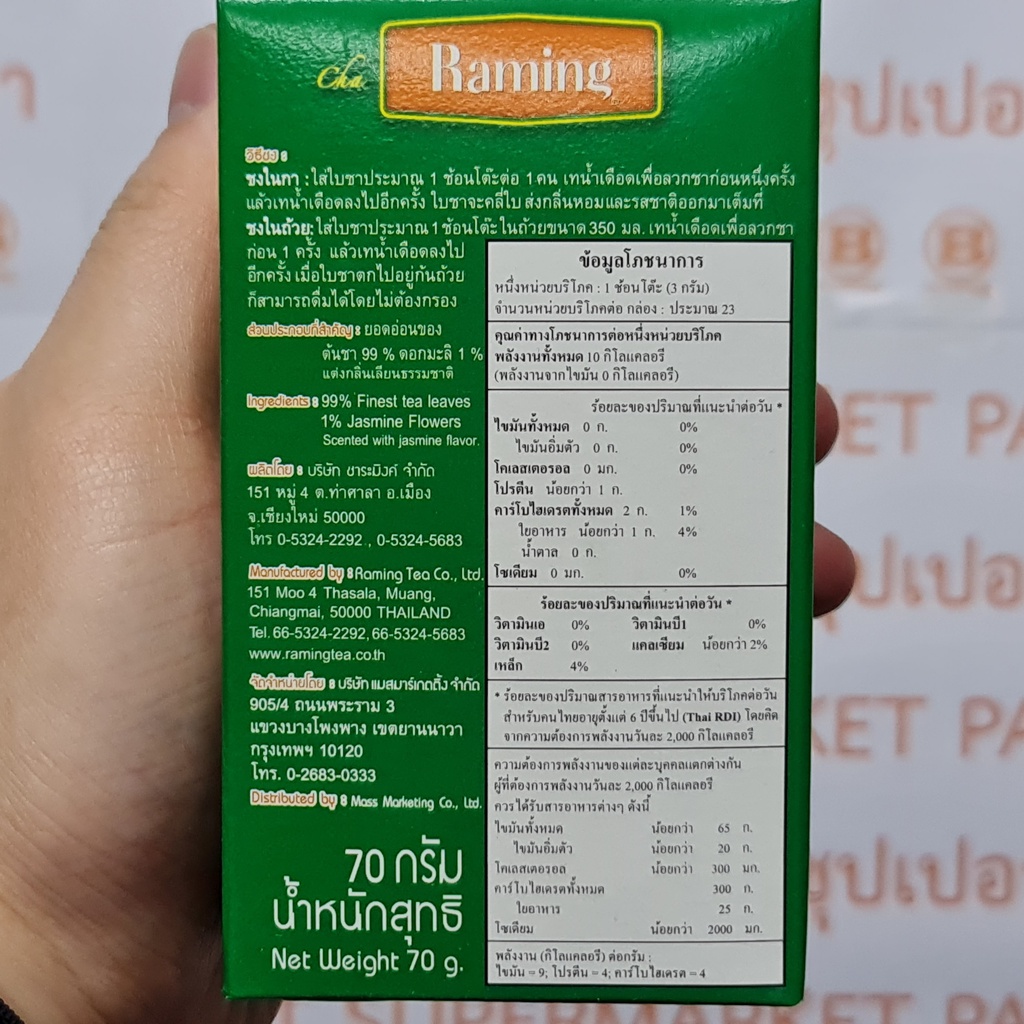 Cha Raming
วิธีชง :
ชงในกา : ใส่ใบชาประมาณ 1 ช้อนโต๊ะต่อ 1 คน เทน้ำเดือดเพื่อลวกชาก่อนหนึ่งครั้ง
แล้วเทน้ำเดือดลงไปอีกครั้ง ใบชาจะคลี่ใบ ส่งกลิ่นหอมและรสชาติออกมาเต็มที่
ชงในถ้วย: ใส่ใบชาประมาณ 1 ช้อนโต๊ะในถ้วยขนาด 350 มล. เทน้ำเดือดเพื่อลวกชา
ก่อน 1 ครั้ง แล้วเทน้ำเดือดลงไป
อีกครั้ง เมื่อใบชาตกไปอยู่ก้นถ้วย
ก็สามารถดื่มได้โดยไม่ต้องกรอง
ส่วนประกอบที่สำคัญ : ยอดอ่อนของ
ต้นชา 99 % ดอกมะลิ 1 %
แต่งกลิ่นเลียนธรรมชาติ
Ingredients : 99% Finest tea leaves
1% Jasmine Flowers
Scented with jasmine flavor.
ผลิตโดย : บริษัท ชาระมิงค์ จำกัด
151 หมู่ 4 ต.ท่าศาลา อ.เมือง
จ.เชียงใหม่ 50000
โทร 0-5324-2292 , 0-5324-5683
Manufactured by : Raming Tea Co., Ltd.
151 Moo 4 Thasala, Muang,
Chiangmai, 50000 THAILAND
Tel. 66-5324-2292, 66-5324-5683
www.ramingtea.co.th
จัดจำหน่ายโดย : บริษัท แมสมาร์เกตติ้ง จำกัด
905/4 ถนนพระราม 3
แขวงบางโพงพาง เขตยานนาวา
กรุงเทพฯ 10120
โทร. 0-2683-0333
Distributed by : Mass Marketing Co., Ltd.
70 กรัม
น้ำหนักสุทธิ
Net Weight 70 g.
ข้อมูลโภชนาการ
หนึ่งหน่วยบริโภค : 1 ช้อนโต๊ะ (3 กรัม)
จำนวนหน่วยบริโภคต่อ กล่อง : ประมาณ 23
คุณค่าทางโภชนาการต่อหนึ่งหน่วยบริโภค
พลังงานทั้งหมด 10 กิโลแคลอรี
(พลังงานจากไขมัน 0 กิโลแคลอรี)
ร้อยละของปริมาณที่แนะนำต่อวัน *
ไขมันทั้งหมด 0 ก. 0%
ไขมันอิ่มตัว 0 ก. 0%
โคเลสเตอรอล 0 มก. 0%
โปรตีน น้อยกว่า 1 ก.
คาร์โบไฮเดรตทั้งหมด 2 ก. 1%
ใยอาหาร น้อยกว่า 1 ก. 4%
น้ำตาล 0 ก.
โซเดียม 0 มก. 0%
ร้อยละของปริมาณที่แนะนำต่อวัน *
วิตามินเอ 0% วิตามินบี1 0%
วิตามินบี2 0% แคลเซียม น้อยกว่า 2%
เหล็ก 4%
* ร้อยละของปริมาณสารอาหารที่แนะนำให้บริโภคต่อวัน
สำหรับคนไทยอายุตั้งแต่ 6 ปีขึ้นไป (Thai RDI) โดยคิด
จากความต้องการพลังงานวันละ 2,000 กิโลแคลอรี
ความต้องการพลังงานของแต่ละบุคคลแตกต่างกัน
ผู้ที่ต้องการพลังงานวันละ 2,000 กิโลแคลอรี
ควรได้รับสารอาหารต่างๆ ดังนี้
ไขมันทั้งหมด น้อยกว่า 65 ก.
ไขมันอิ่มตัว น้อยกว่า 20 ก.
โคเลสเตอรอล น้อยกว่า 300 มก.
คาร์โบไฮเดรตทั้งหมด 300 ก.
ใยอาหาร 25 ก.
โซเดียม น้อยกว่า 2000 มก.
พลังงาน (กิโลแคลอรี) ต่อกรัม :
ไขมัน = 9; โปรตีน = 4; คาร์โบไฮเดรต = 4